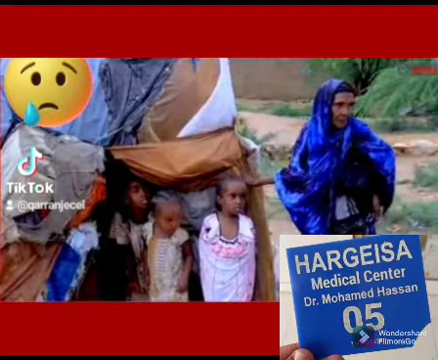 TikTok
@qarranjecel
HARGEISA
Medical Center
Dr. Mohamed Hassan
05
Wondershare
FilmoraGo